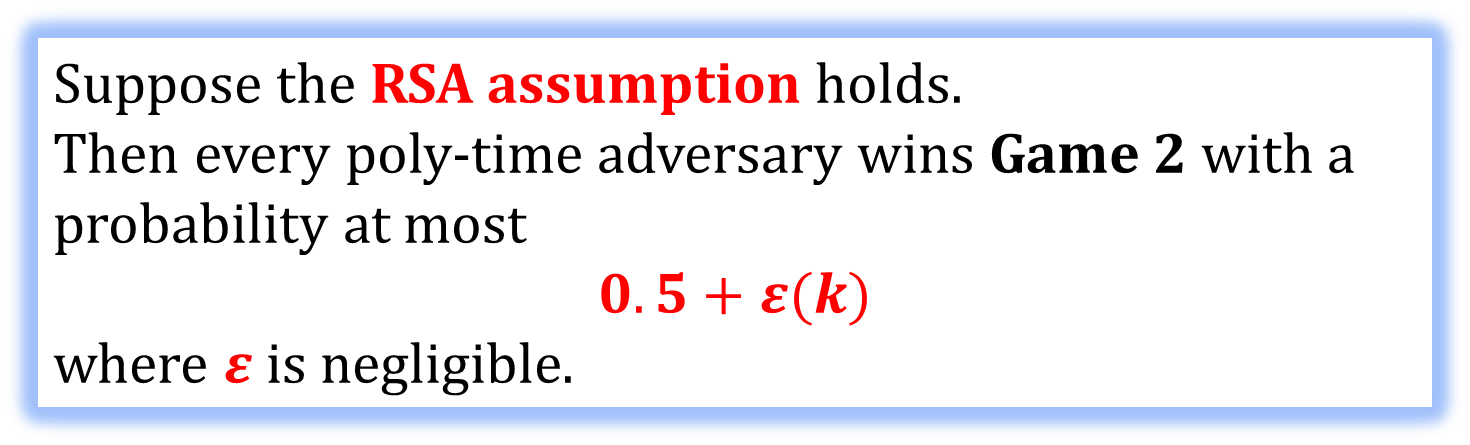 Suppose the RSA assumption holds.
Then every poly-time adversary wins Game 2 with a
probability at most
0.5 + ε(k)
where ε is negligible.